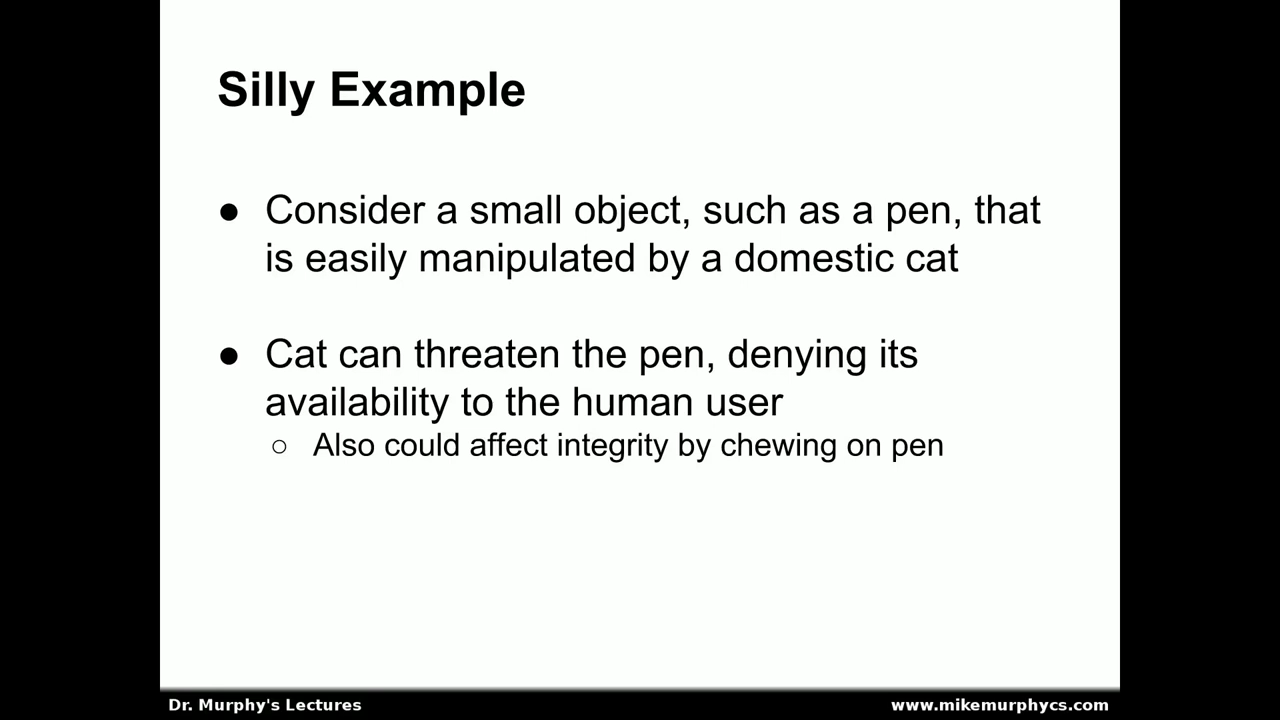 Silly Example
● Consider a small object, such as a pen, that
is easily manipulated by a domestic cat
● Cat can threaten the pen, denying its
availability to the human user
○ Also could affect integrity by chewing on pen
Dr. Murphy's Lectures
www.mikemurphycs.com